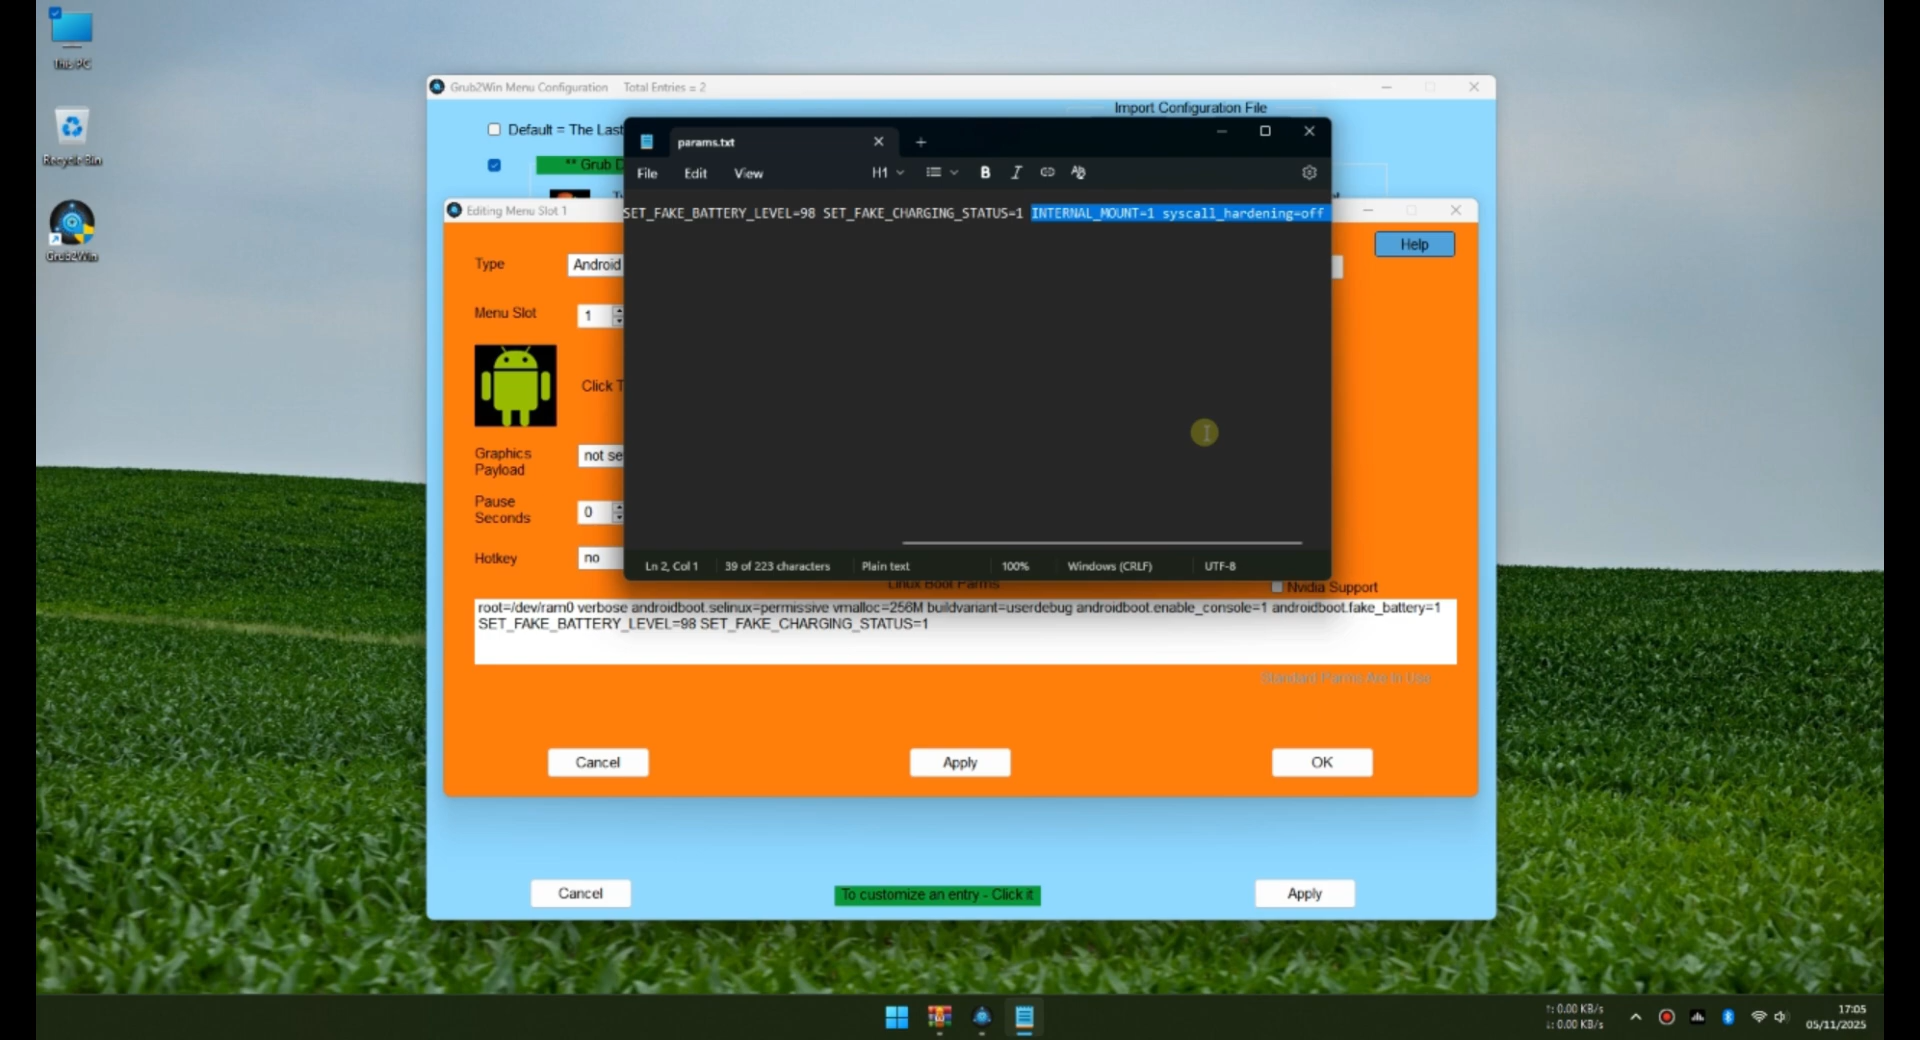 This PC
Recycle Bin
Grub2Win
Grub2Win Menu Configuration Total Entries = 2
Import Configuration File
Default = The Last
** Grub D
params.txt
File Edit View H1
SET_FAKE_BATTERY_LEVEL=98 SET_FAKE_CHARGING_STATUS=1 INTERNAL_MOUNT=1 syscall_hardening=off
Ln 2, Col 1 39 of 223 characters Plain text 100% Windows (CRLF) UTF-8
Editing Menu Slot 1
Help
Type Android
Menu Slot 1
Click T
Graphics
Payload
not se
Pause
Seconds
0
Hotkey no
Linux Boot Parms
Nvidia Support
root=/dev/ram0 verbose androidboot.selinux=permissive vmalloc=256M buildvariant=userdebug androidboot.enable_console=1 androidboot.fake_battery=1
SET_FAKE_BATTERY_LEVEL=98 SET_FAKE_CHARGING_STATUS=1
Standard Parms Are In Use
Cancel Apply OK
Cancel To customize an entry - Click it Apply
↑: 0.00 KB/s
↓: 0.00 KB/s
17:05
05/11/2025